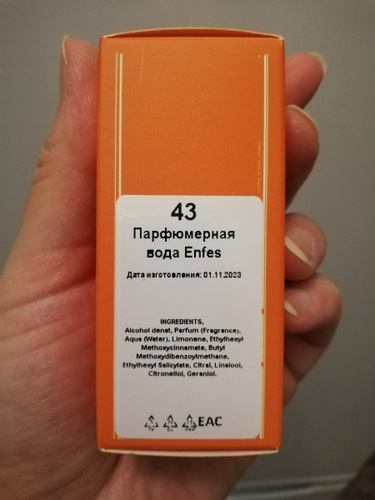 43
Парфюмерная
вода Enfes
Дата изготовления: 01.11.2023
INGREDIENTS,
Alcohol denat, Parfum (Fragrance),
Aqua (Water), Limonene, Ethylhexyl
Methoxycinnamate, Butyl
Methoxydibenzoylmethane,
Ethylhexyl Salicylate, Citral, Linalool,
Citronellol, Geraniol.
EAC